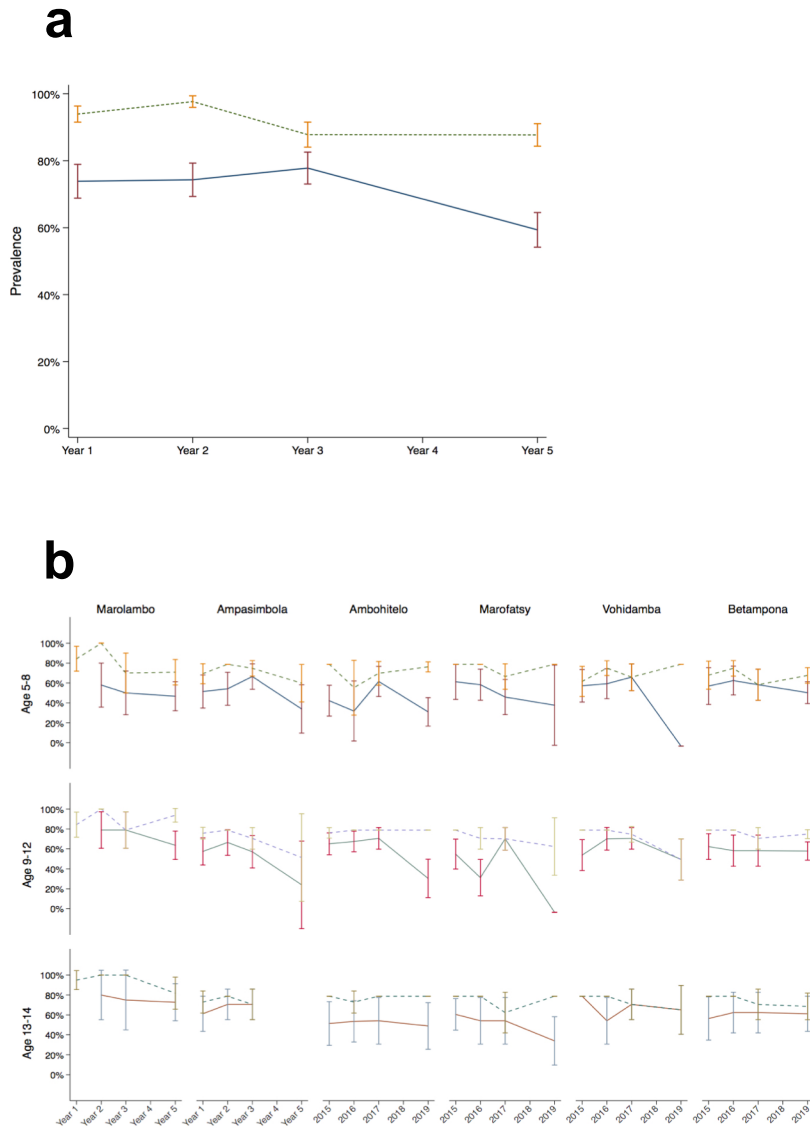 a
100%
80%
60%
40%
20%
0%
Prevalence
Year 1 Year 2 Year 3 Year 4 Year 5
b
Marolambo Ampasimbola Ambohitelo Marofatsy Vohidamba Betampona
Age 5-8
100%
80%
60%
40%
20%
0%
Age 9-12
100%
80%
60%
40%
20%
0%
Age 13-14
100%
80%
60%
40%
20%
0%
Year 1 Year 2 Year 3 Year 4 Year 5 Year 1 Year 2 Year 3 Year 4 Year 5 2015 2016 2017 2018 2019 2015 2016 2017 2018 2019 2015 2016 2017 2018 2019 2015 2016 2017 2018 2019